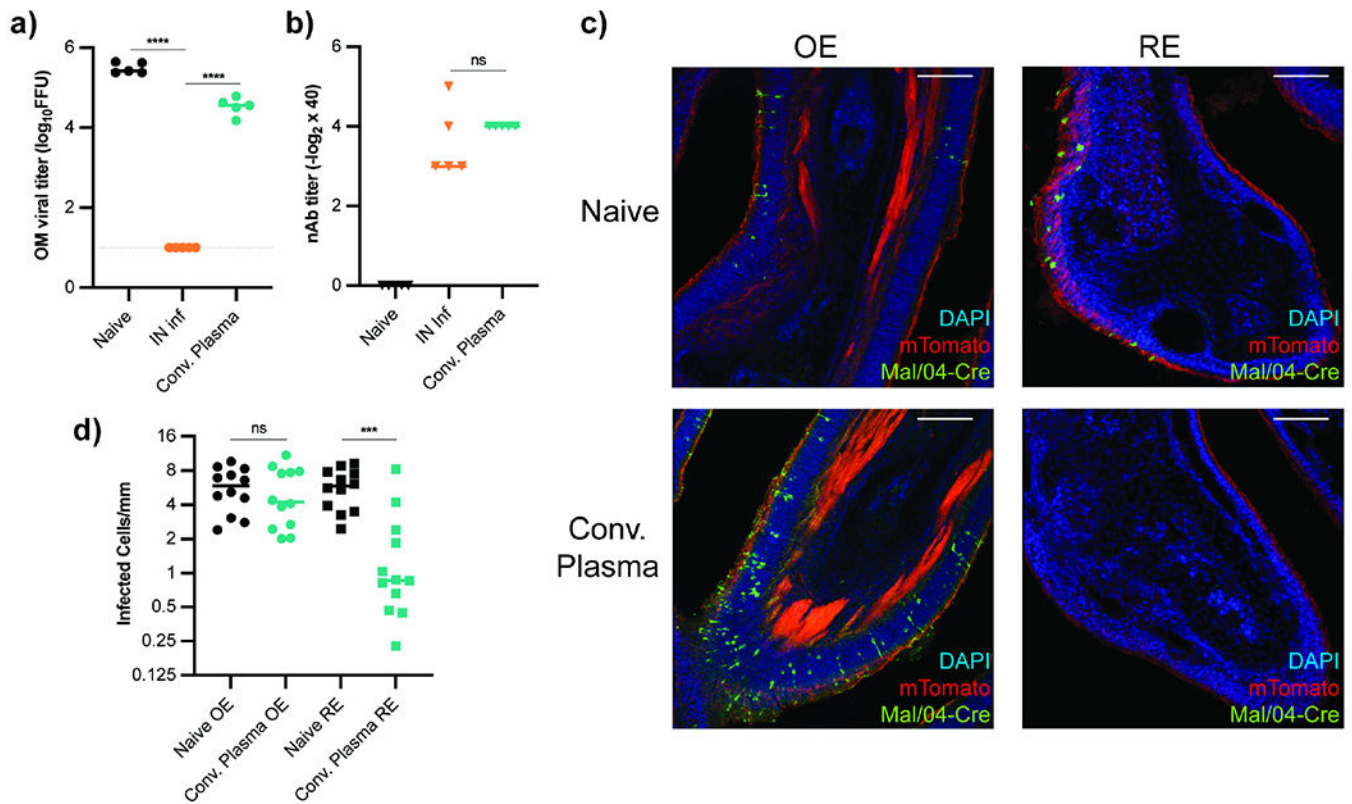 a)
OM viral titer (log10FFU)
6
4
2
0
****
****
Naive
IN inf
Conv. Plasma
b)
nAb titer (-log2 x 40)
6
4
2
0
ns
Naive
IN Inf
Conv. Plasma
c)
OE
RE
Naive
DAPI
mTomato
Mal/04-Cre
DAPI
mTomato
Mal/04-Cre
Conv.
Plasma
DAPI
mTomato
Mal/04-Cre
DAPI
mTomato
Mal/04-Cre
d)
Infected Cells/mm
16
8
4
2
1
0.5
0.25
0.125
ns
***
Naive OE
Conv. Plasma OE
Naive RE
Conv. Plasma RE